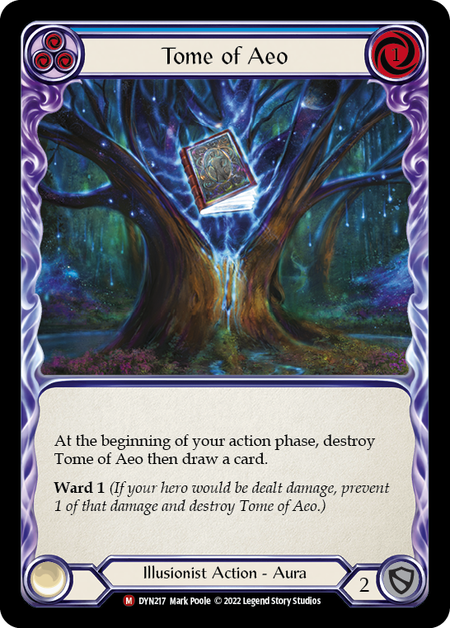 Tome of Aeo
1
At the beginning of your action phase, destroy
Tome of Aeo then draw a card.
Ward 1 (If your hero would be dealt damage, prevent
1 of that damage and destroy Tome of Aeo.)
Illusionist Action - Aura
2
M DYN217 Mark Poole © 2022 Legend Story Studios